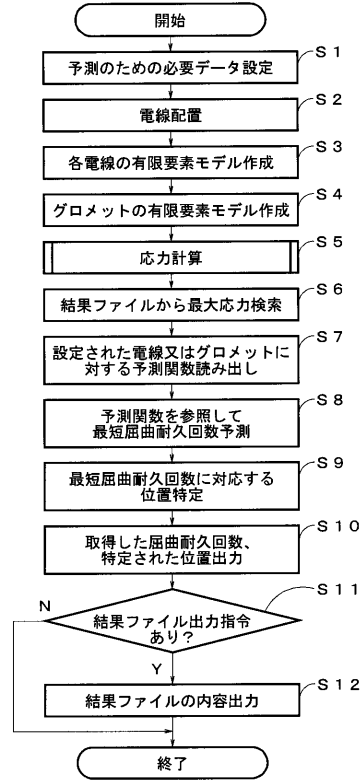 開始
S1
予測のための必要データ設定
S2
電線配置
S3
各電線の有限要素モデル作成
S4
グロメットの有限要素モデル作成
S5
応力計算
S6
結果ファイルから最大応力検索
S7
設定された電線又はグロメットに
対する予測関数読み出し
S8
予測関数を参照して
最短屈曲耐久回数予測
S9
最短屈曲耐久回数に対応する
位置特定
S10
取得した屈曲耐久回数、
特定された位置出力
S11
N
結果ファイル出力指令
あり?
Y
S12
結果ファイルの内容出力
終了